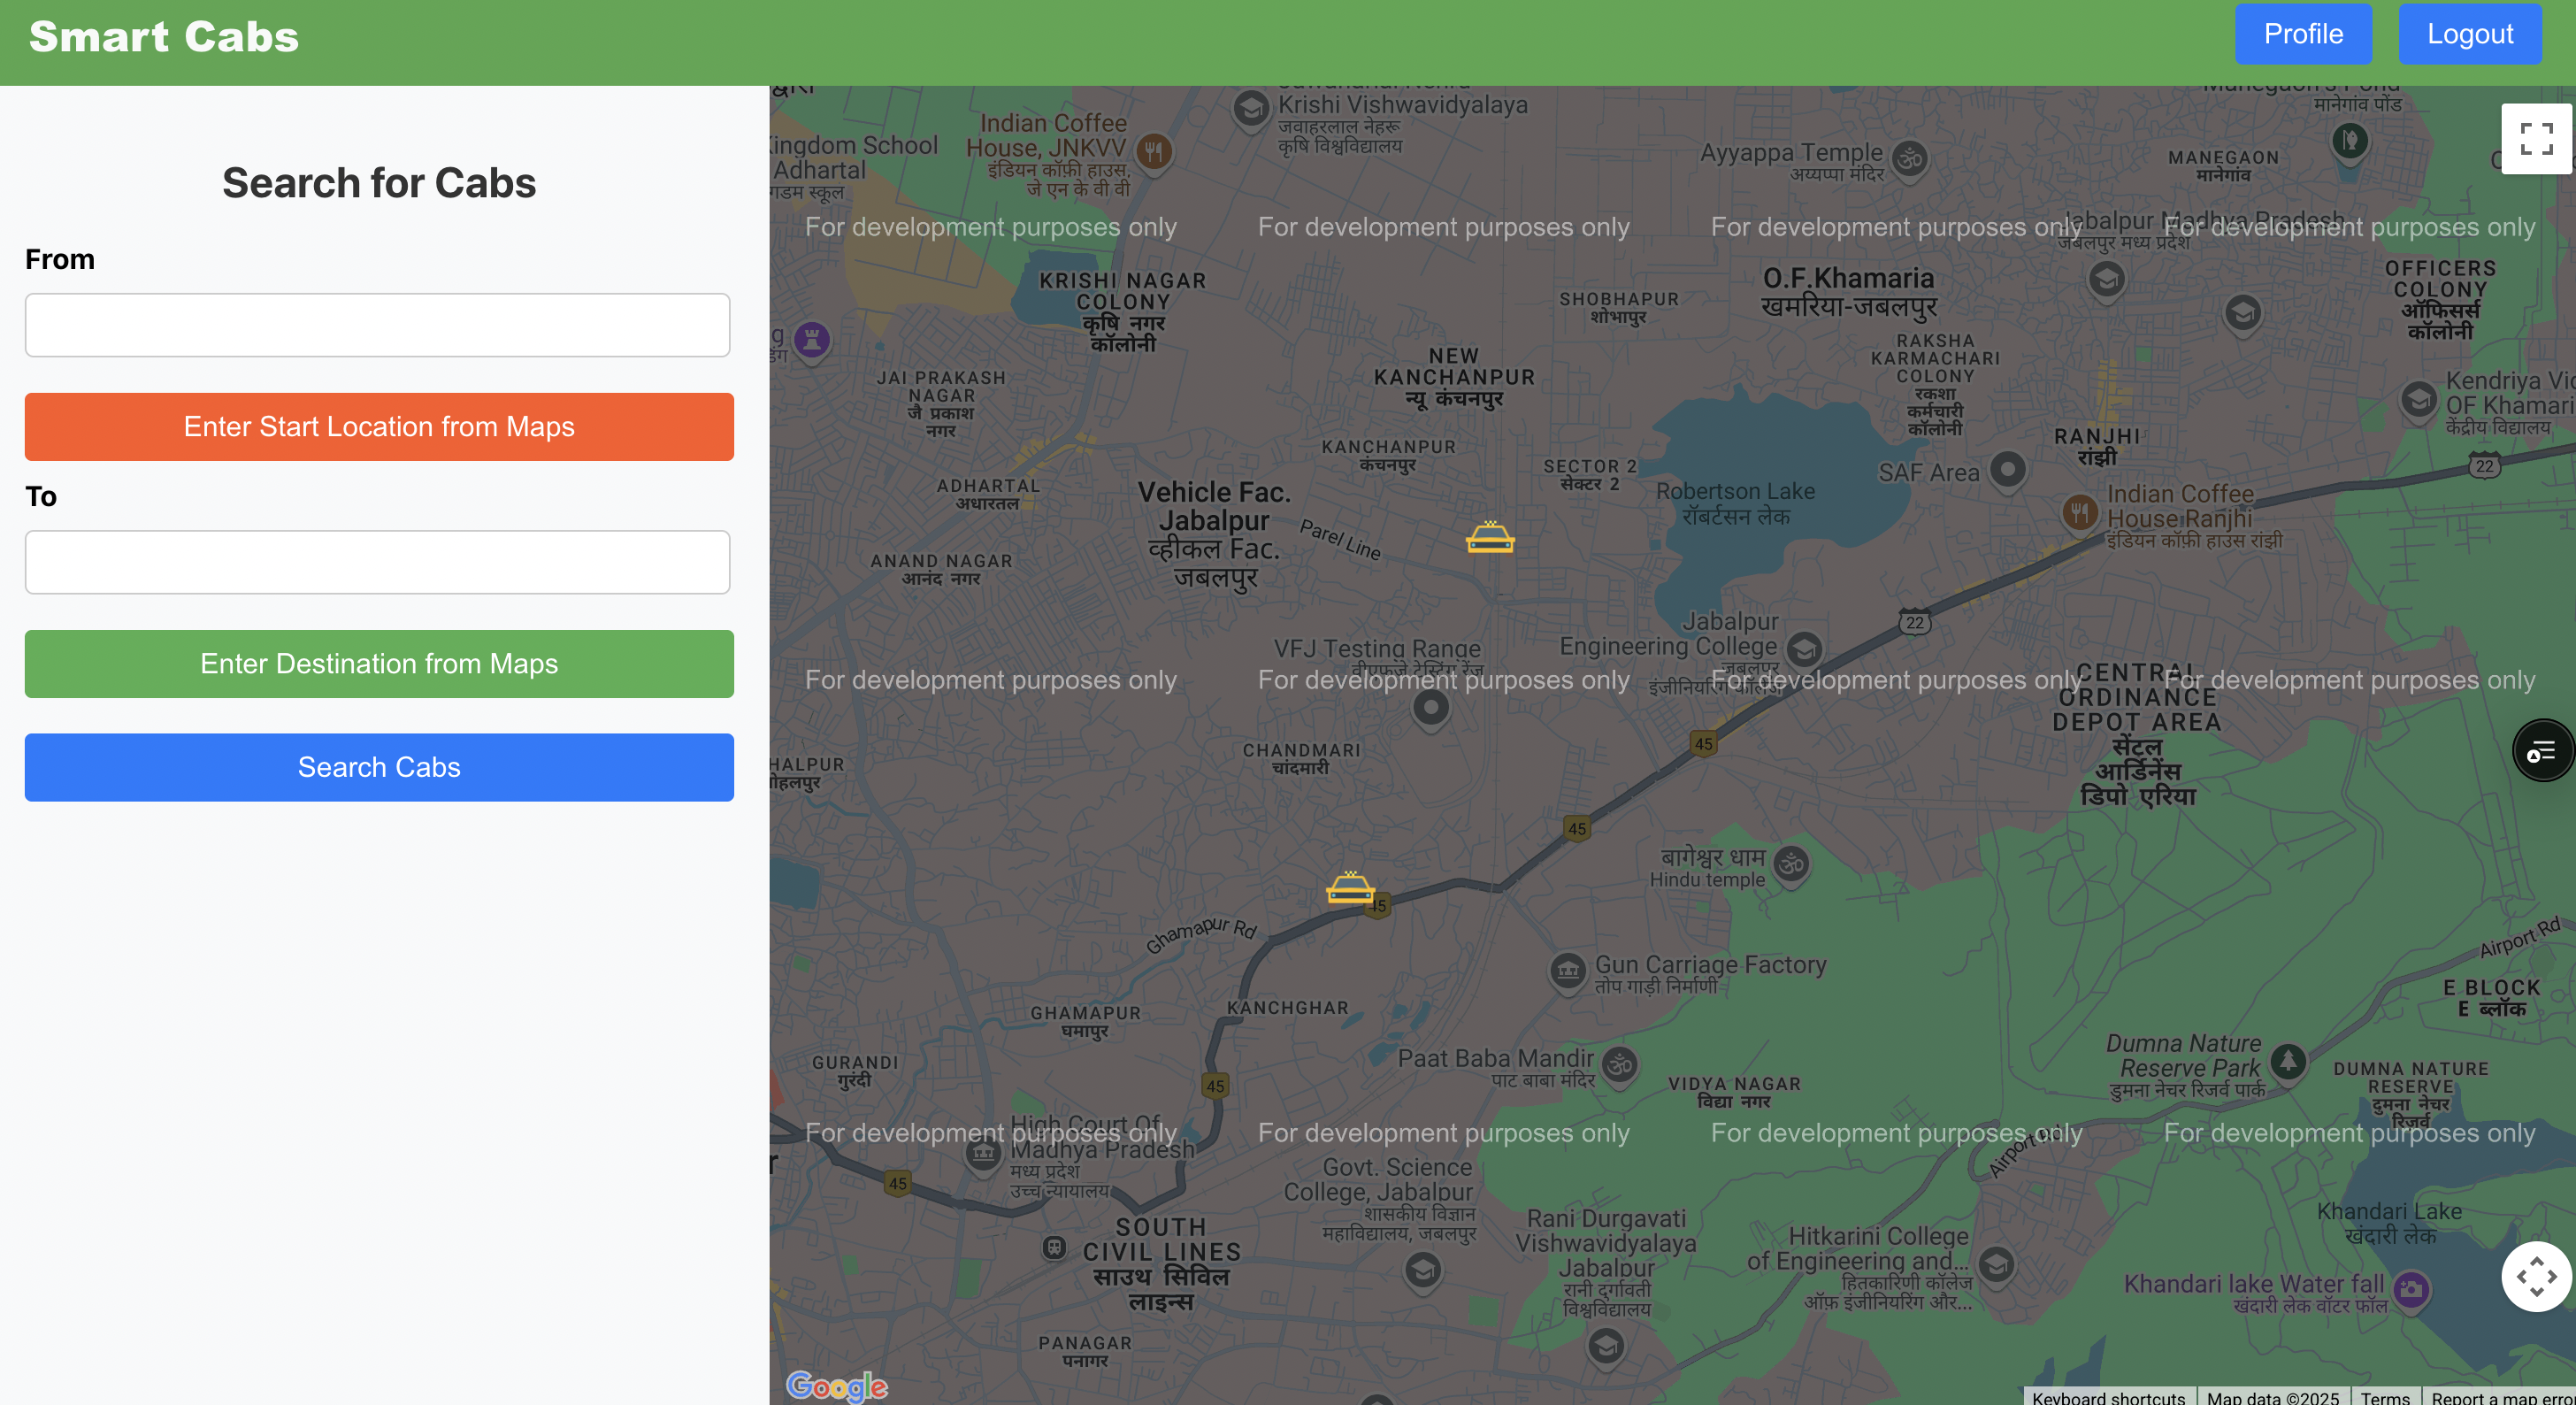 Smart Cabs
Profile
Logout
Search for Cabs
From
Enter Start Location from Maps
To
Enter Destination from Maps
Search Cabs
Krishi Vishwavidyalaya
जवाहरलाल नेहरू
कृषि विश्वविद्यालय
Indian Coffee
House, JNKVV
इंडियन कॉफ़ी हाउस,
जे एन के वी वी
Kingdom School
Adhartal
गडम स्कूल
Ayyappa Temple
अय्यप्पा मंदिर
MANEGAON
मानेगांव
मानेगांव पोंड
For development purposes only
For development purposes only
For development purposes only
For development purposes only
Jabalpur Madhya Pradesh
जबलपुर मध्य प्रदेश
KRISHI NAGAR
COLONY
कृषि नगर
कॉलोनी
SHOBHAPUR
शोभापुर
O.F.Khamaria
खमरिया-जबलपुर
OFFICERS
COLONY
ऑफिसर्स
कॉलोनी
JAI PRAKASH
NAGAR
जै प्रकाश
नगर
NEW
KANCHANPUR
न्यू कंचनपुर
RAKSHA
KARMACHARI
COLONY
रकशा
कर्मचारी
कॉलोनी
Kendriya Vi
OF Khamari
केंद्रीय विद्यालय
KANCHANPUR
कंचनपुर
SECTOR 2
सेक्टर 2
RANJHI
रांझी
SAF Area
22
ADHARTAL
अधारतल
Vehicle Fac.
Jabalpur
व्हीकल Fac.
जबलपुर
Parel Line
Robertson Lake
रॉबर्टसन लेक
Indian Coffee
House Ranjhi
इंडियन कॉफ़ी हाउस रांझी
ANAND NAGAR
आनंद नगर
22
VFJ Testing Range
वीएफजे टेस्टिंग रेंज
Jabalpur
Engineering College
जबलपुर
इंजीनियरिंग कॉलेज
For development purposes only
For development purposes only
For development purposes only
For development purposes only
CENTRAL
ORDINANCE
DEPOT AREA
सेंटल
आर्डिनेंस
डिपो एरिया
CHANDMARI
चांदमारी
45
HALPUR
ोहलपुर
45
बागेश्वर धाम
Hindu temple
45
Ghamapur Rd
Gun Carriage Factory
तोप गाड़ी निर्माणी
Airport Rd
E BLOCK
E ब्लॉक
GHAMAPUR
घमापुर
KANCHGHAR
GURANDI
गुरंदी
45
Paat Baba Mandir
पाट बाबा मंदिर
VIDYA NAGAR
विद्या नगर
Dumna Nature
Reserve Park
डुमना नेचर रिजर्व पार्क
DUMNA NATURE
RESERVE
दुमना नेचर
रिजर्व
High Court Of
Madhya Pradesh
मध्य प्रदेश
उच्च न्यायालय
For development purposes only
For development purposes only
For development purposes only
For development purposes only
Airport Rd
45
Govt. Science
College, Jabalpur
शासकीय विज्ञान
महाविद्यालय, जबलपुर
SOUTH
CIVIL LINES
साउथ सिविल
लाइन्स
Rani Durgavati
Vishwavidyalaya
Jabalpur
रानी दुर्गावती
विश्वविद्यालय
Hitkarini College
of Engineering and...
हितकारिणी कॉलेज
ऑफ़ इंजीनियरिंग और...
Khandari Lake
खंदारी लेक
Khandari lake Water fall
खंदारी लेक वॉटर फॉल
PANAGAR
पनागर
Google
Keyboard shortcuts
Map data ©2025
Terms
Report a map erro